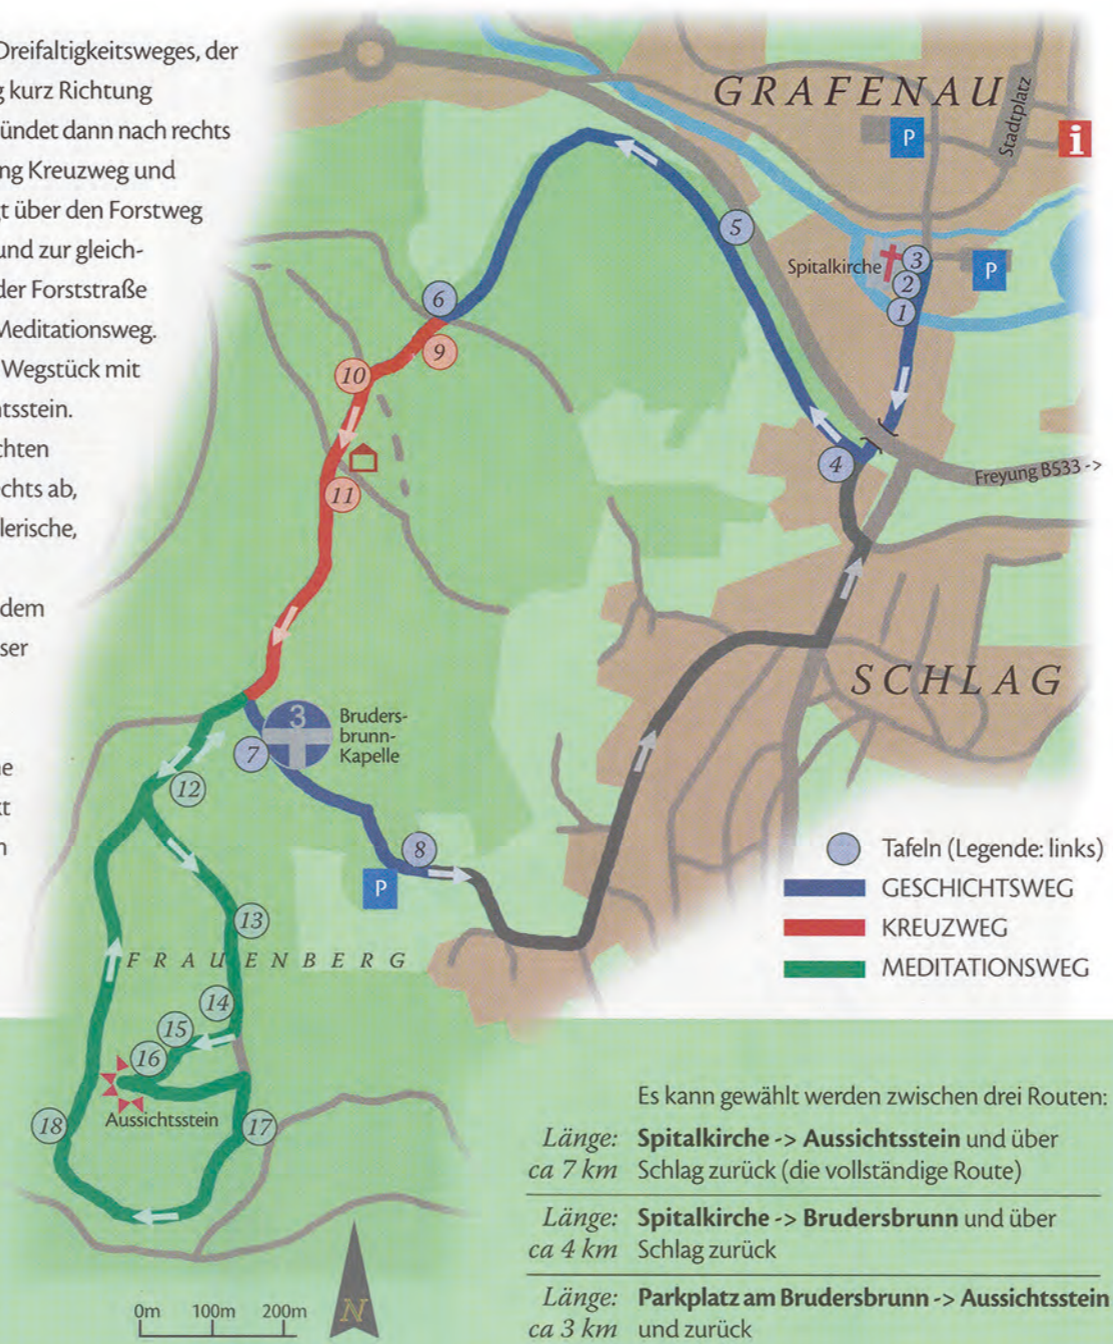 Dreifaltigkeitsweges, der
g kurz Richtung
ündet dann nach rechts
ng Kreuzweg und
gt über den Forstweg
und zur gleich-
der Forststraße
Meditationsweg.
Wegstück mit
htsstein.
chten
echts ab,
lerische,
dem
ser
ne
kt
n
GRAFENAU
Stadtplatz
P
i
5
Spitalkirche
3
2
1
P
6
9
10
4
Freyung B533 ->
11
SCHLAG
3
Bruders-
brunn-
Kapelle
7
12
8
P
13
FRAUENBERG
14
15
16
Aussichtsstein
18
17
Tafeln (Legende: links)
GESCHICHTSWEG
KREUZWEG
MEDITATIONSWEG
0m 100m 200m
N
Es kann gewählt werden zwischen drei Routen:
Länge: Spitalkirche -> Aussichtsstein und über
ca 7 km Schlag zurück (die vollständige Route)
Länge: Spitalkirche -> Brudersbrunn und über
ca 4 km Schlag zurück
Länge: Parkplatz am Brudersbrunn -> Aussichtsstein
ca 3 km und zurück